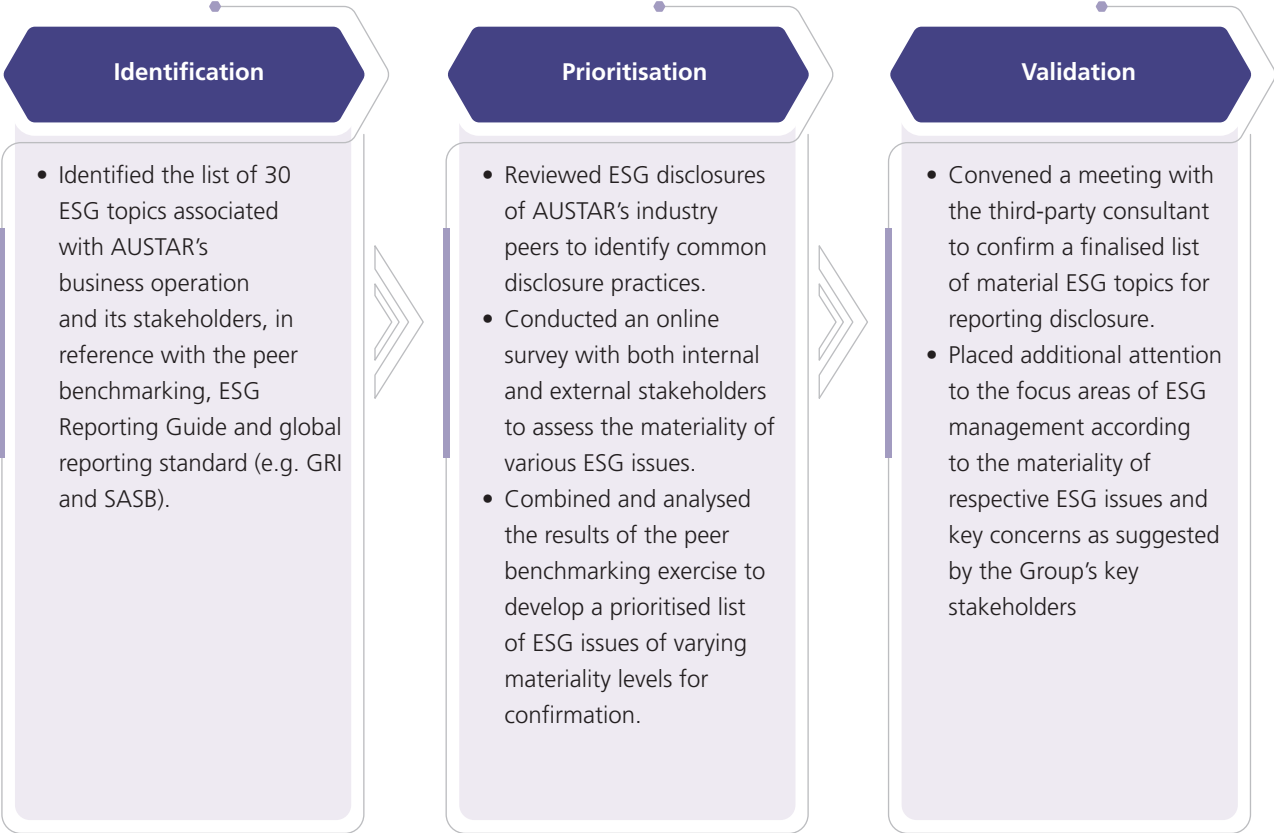 Identification
• Identified the list of 30
ESG topics associated
with AUSTAR's
business operation
and its stakeholders, in
reference with the peer
benchmarking, ESG
Reporting Guide and global
reporting standard (e.g. GRI
and SASB).
Prioritisation
• Reviewed ESG disclosures
of AUSTAR's industry
peers to identify common
disclosure practices.
• Conducted an online
survey with both internal
and external stakeholders
to assess the materiality of
various ESG issues.
• Combined and analysed
the results of the peer
benchmarking exercise to
develop a prioritised list
of ESG issues of varying
materiality levels for
confirmation.
Validation
• Convened a meeting with
the third-party consultant
to confirm a finalised list
of material ESG topics for
reporting disclosure.
• Placed additional attention
to the focus areas of ESG
management according
to the materiality of
respective ESG issues and
key concerns as suggested
by the Group's key
stakeholders